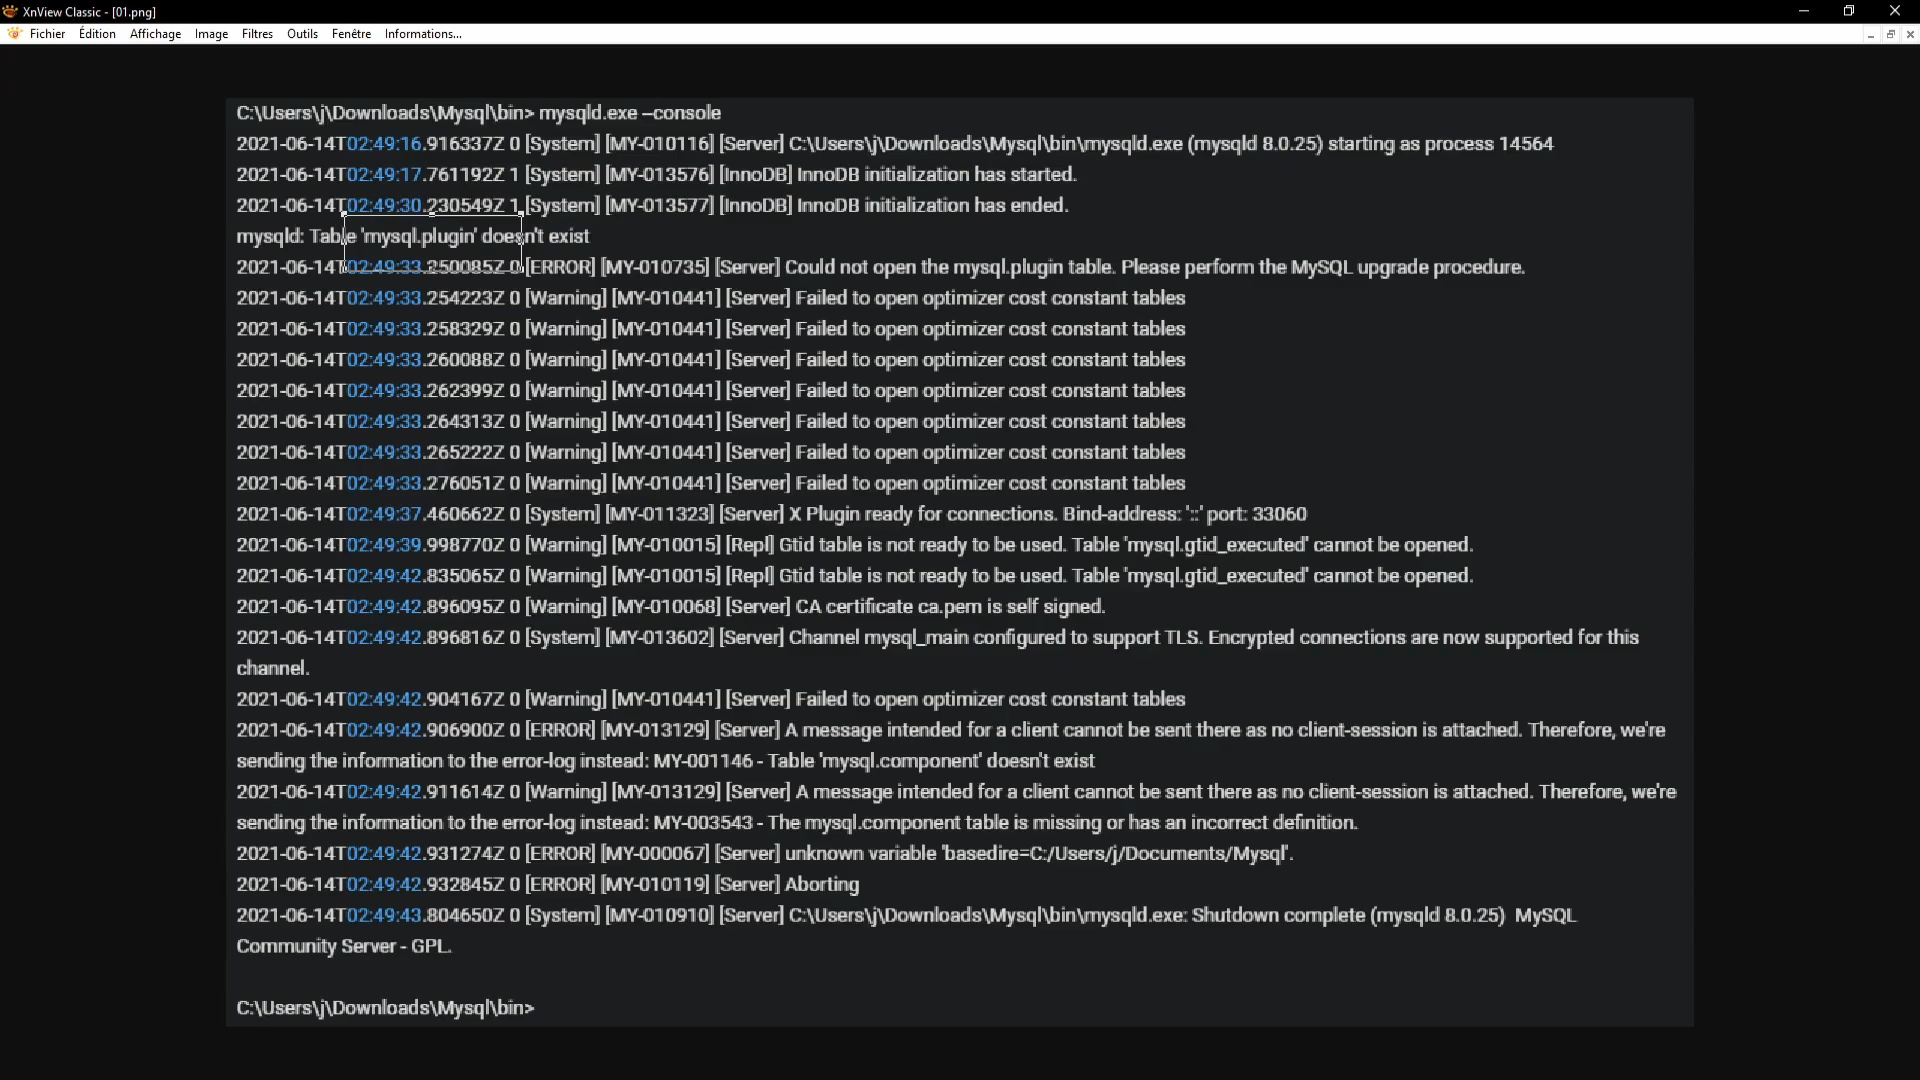 XnView Classic - [01.png]
Fichier Édition Affichage Image Filtres Outils Fenêtre Informations...
C:\Users\j\Downloads\Mysql\bin> mysqld.exe –console
2021-06-14T02:49:16.916337Z 0 [System] [MY-010116] [Server] C:\Users\j\Downloads\Mysql\bin\mysqld.exe (mysqld 8.0.25) starting as process 14564
2021-06-14T02:49:17.761192Z 1 [System] [MY-013576] [InnoDB] InnoDB initialization has started.
2021-06-14T02:49:30.230549Z 1 [System] [MY-013577] [InnoDB] InnoDB initialization has ended.
mysqld: Table 'mysql.plugin' doesn't exist
2021-06-14T02:49:33.250085Z 0 [ERROR] [MY-010735] [Server] Could not open the mysql.plugin table. Please perform the MySQL upgrade procedure.
2021-06-14T02:49:33.254223Z 0 [Warning] [MY-010441] [Server] Failed to open optimizer cost constant tables
2021-06-14T02:49:33.258329Z 0 [Warning] [MY-010441] [Server] Failed to open optimizer cost constant tables
2021-06-14T02:49:33.260088Z 0 [Warning] [MY-010441] [Server] Failed to open optimizer cost constant tables
2021-06-14T02:49:33.262399Z 0 [Warning] [MY-010441] [Server] Failed to open optimizer cost constant tables
2021-06-14T02:49:33.264313Z 0 [Warning] [MY-010441] [Server] Failed to open optimizer cost constant tables
2021-06-14T02:49:33.265222Z 0 [Warning] [MY-010441] [Server] Failed to open optimizer cost constant tables
2021-06-14T02:49:33.276051Z 0 [Warning] [MY-010441] [Server] Failed to open optimizer cost constant tables
2021-06-14T02:49:37.460662Z 0 [System] [MY-011323] [Server] X Plugin ready for connections. Bind-address: '::' port: 33060
2021-06-14T02:49:39.998770Z 0 [Warning] [MY-010015] [Repl] Gtid table is not ready to be used. Table 'mysql.gtid_executed' cannot be opened.
2021-06-14T02:49:42.835065Z 0 [Warning] [MY-010015] [Repl] Gtid table is not ready to be used. Table 'mysql.gtid_executed' cannot be opened.
2021-06-14T02:49:42.896095Z 0 [Warning] [MY-010068] [Server] CA certificate ca.pem is self signed.
2021-06-14T02:49:42.896816Z 0 [System] [MY-013602] [Server] Channel mysql_main configured to support TLS. Encrypted connections are now supported for this
channel.
2021-06-14T02:49:42.904167Z 0 [Warning] [MY-010441] [Server] Failed to open optimizer cost constant tables
2021-06-14T02:49:42.906900Z 0 [ERROR] [MY-013129] [Server] A message intended for a client cannot be sent there as no client-session is attached. Therefore, we're
sending the information to the error-log instead: MY-001146 - Table 'mysql.component' doesn't exist
2021-06-14T02:49:42.911614Z 0 [Warning] [MY-013129] [Server] A message intended for a client cannot be sent there as no client-session is attached. Therefore, we're
sending the information to the error-log instead: MY-003543 - The mysql.component table is missing or has an incorrect definition.
2021-06-14T02:49:42.931274Z 0 [ERROR] [MY-000067] [Server] unknown variable 'basedire=C:/Users/j/Documents/Mysql'.
2021-06-14T02:49:42.932845Z 0 [ERROR] [MY-010119] [Server] Aborting
2021-06-14T02:49:43.804650Z 0 [System] [MY-010910] [Server] C:\Users\j\Downloads\Mysql\bin\mysqld.exe: Shutdown complete (mysqld 8.0.25) MySQL
Community Server - GPL.
C:\Users\j\Downloads\Mysql\bin>